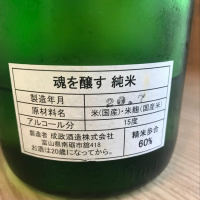 魂を醸す 純米
製造年月 20.7
原材料名 米(国産)・米麹(国産米)
アルコール分 15度
製造者 成政酒造株式会社
富山県南砺市舘418
お酒は20歳になってから。
精米歩合
60%